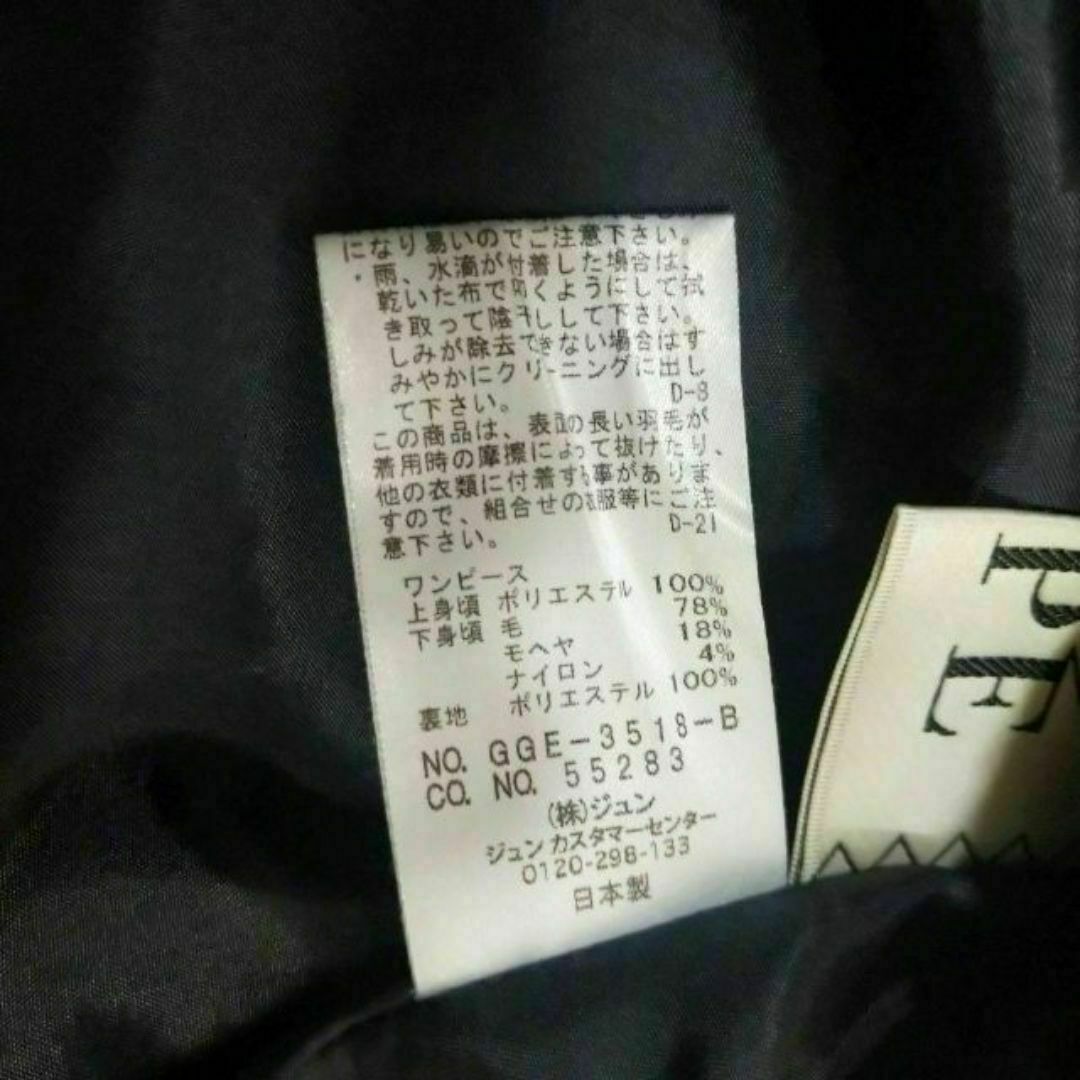 になり易いのでご注意下さい。
・雨、水滴が付着した場合は、
乾いた布で叩くようにして拭
き取って陰干しして下さい。
しみが除去できない場合はす
みやかにクリーニングに出し
て下さい。 D-8
この商品は、表面の長い羽毛が
着用時の摩擦によって抜けたり、
他の衣類に付着する事がありま
すので、組合せの衣服等にご注
意下さい。 D-21
ワンピース
上身頃 ポリエステル 100%
下身頃 毛 78%
モヘヤ 18%
ナイロン 4%
裏地 ポリエステル 100%
NO. GGE-3518-B
CO. NO. 55283
(株)ジュン
ジュン カスタマーセンター
0120-298-133
日本製
PE